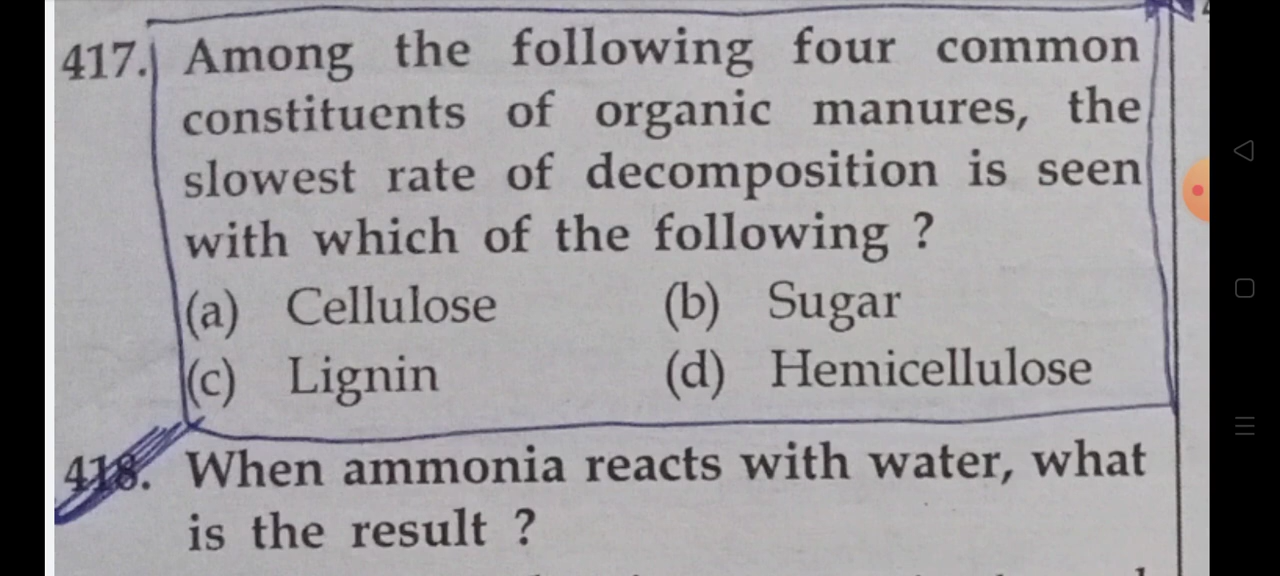 417. Among the following four common
constituents of organic manures, the
slowest rate of decomposition is seen
with which of the following ?
(a) Cellulose (b) Sugar
(c) Lignin (d) Hemicellulose
418. When ammonia reacts with water, what
is the result ?